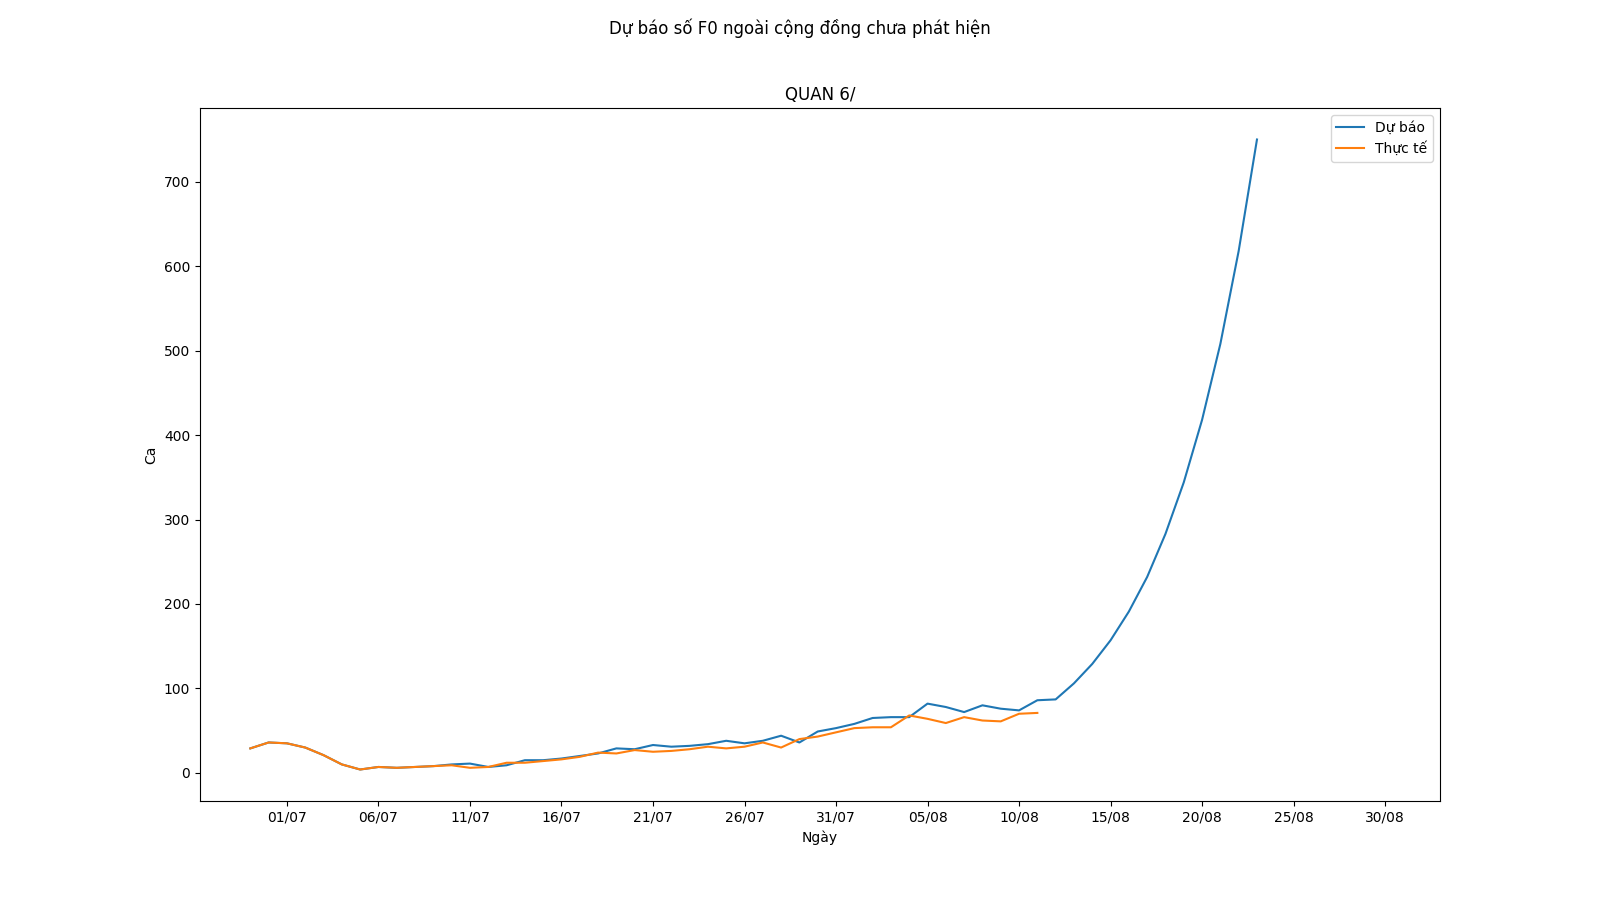 Dự báo số F0 ngoài cộng đồng chưa phát hiện
QUAN 6/
Dự báo
Thực tế
700
600
500
400
300
200
100
0
Ca
01/07 06/07 11/07 16/07 21/07 26/07 31/07 05/08 10/08 15/08 20/08 25/08 30/08
Ngày